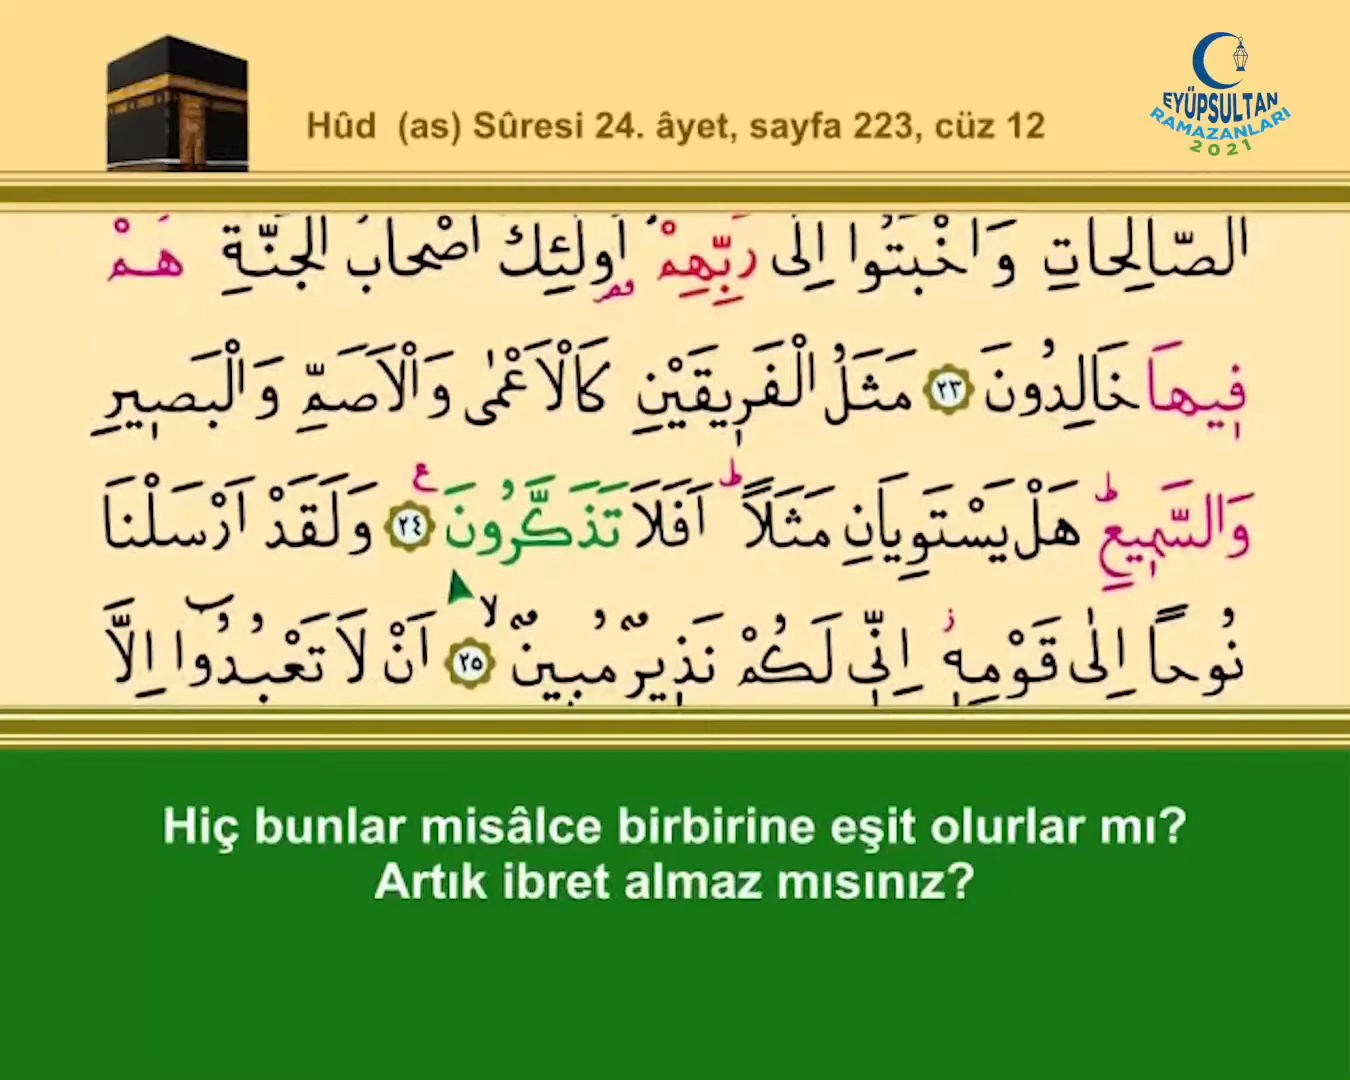 Hûd (as) Sûresi 24. âyet, sayfa 223, cüz 12
EYÜPSULTAN
RAMAZANLARI
2021
الصَّالِحَاتِ وَاَخْبَتُٓوا اِلٰى رَبِّهِمْۙ اُو۬لٰٓئِكَ اَصْحَابُ الْجَنَّةِۚ هُمْ
ف۪يهَا خَالِدُونَ ﴿٢٣﴾ مَثَلُ الْفَر۪يقَيْنِ كَالْاَعْمٰى وَالْاَصَمِّ وَالْبَص۪يرِ
وَالسَّم۪يعِۜ هَلْ يَسْتَوِيَانِ مَثَلًاۜ اَفَلَا تَذَكَّرُونَ۟ ﴿٢٤﴾ وَلَقَدْ اَرْسَلْنَا
نُوحًا اِلٰى قَوْمِه۪ۘ اِنّ۪ي لَكُمْ نَذ۪يرٌ مُب۪ينٌۙ ﴿٢٥﴾ اَنْ لَا تَعْبُدُٓوا اِلَّا
Hiç bunlar misâlce birbirine eşit olurlar mı?
Artık ibret almaz mısınız?